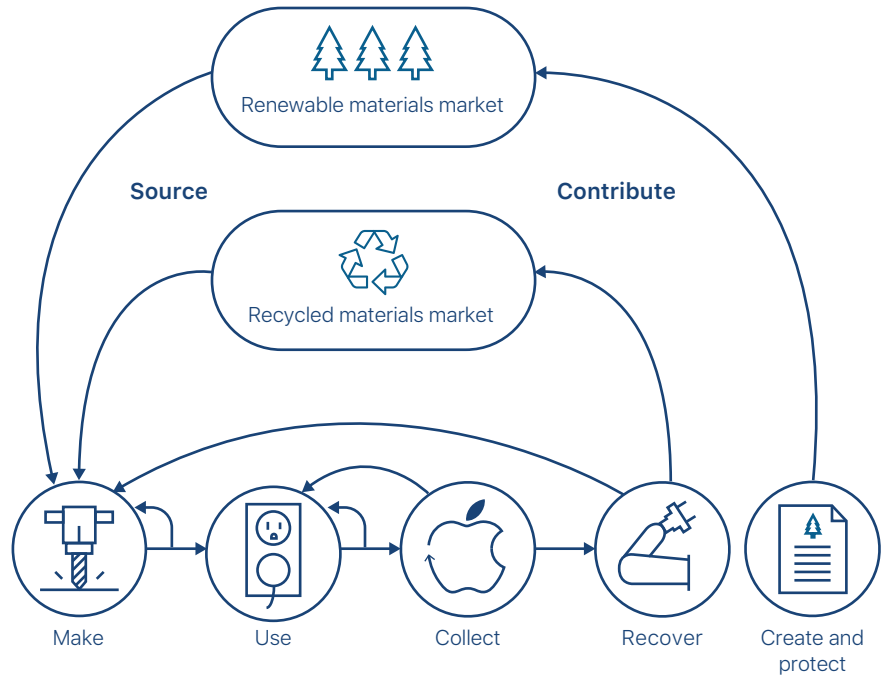 Renewable materials market
Source
Contribute
Recycled materials market
Make
Use
Collect
Recover
Create and
protect